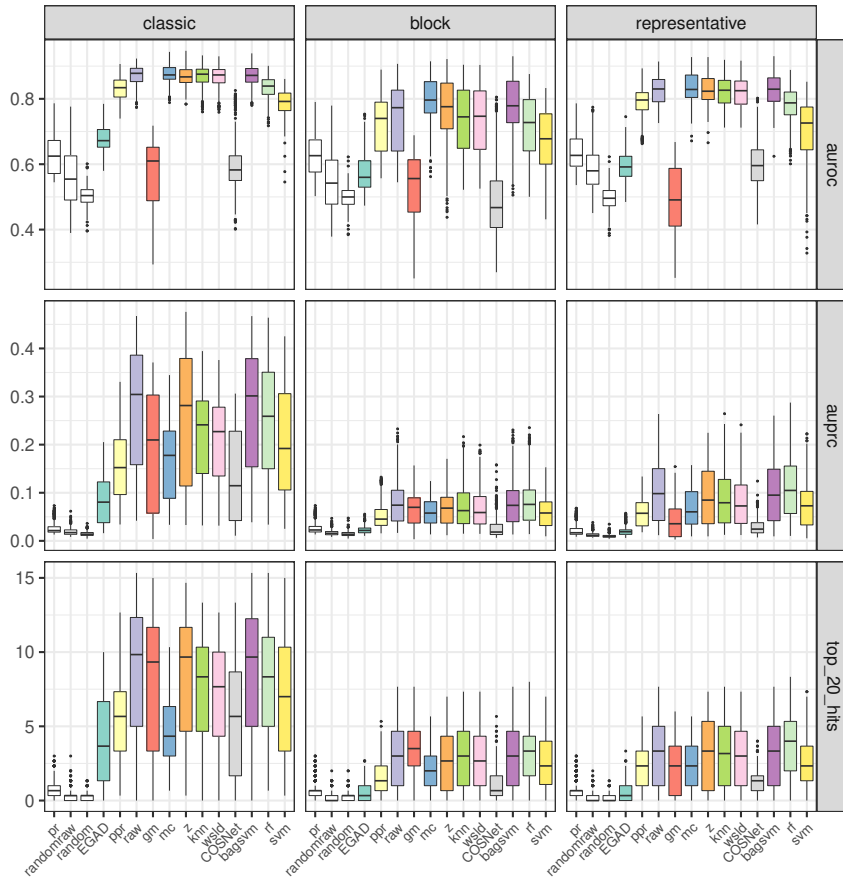 classic
block
representative
auroc
0.8
0.6
0.4
auprc
0.4
0.3
0.2
0.1
0.0
top_20_hits
15
10
5
0
pr
randomraw
random
EGAD
ppr
raw
gm
mc
z
knn
wsld
COSNet
bagsvm
rf
svm
pr
randomraw
random
EGAD
ppr
raw
gm
mc
z
knn
wsld
COSNet
bagsvm
rf
svm
pr
randomraw
random
EGAD
ppr
raw
gm
mc
z
knn
wsld
COSNet
bagsvm
rf
svm